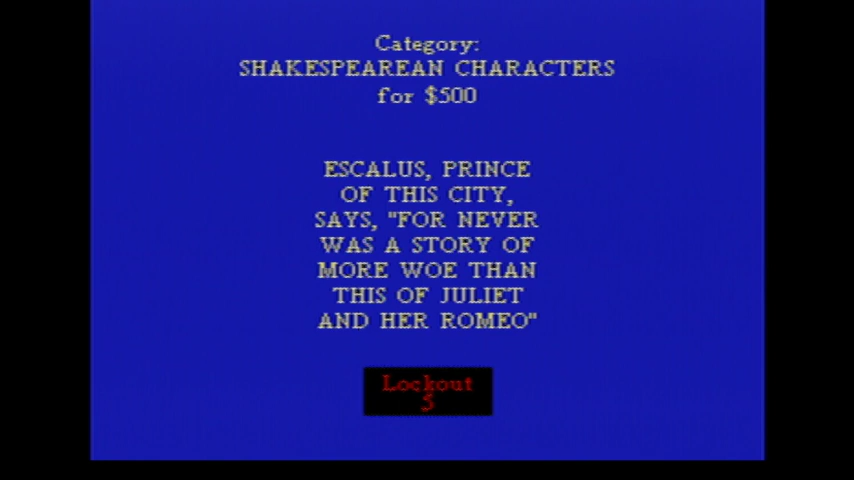 Category:
SHAKESPEAREAN CHARACTERS
for $500
ESCALUS, PRINCE
OF THIS CITY,
SAYS, "FOR NEVER
WAS A STORY OF
MORE WOE THAN
THIS OF JULIET
AND HER ROMEO"
Lockout
5